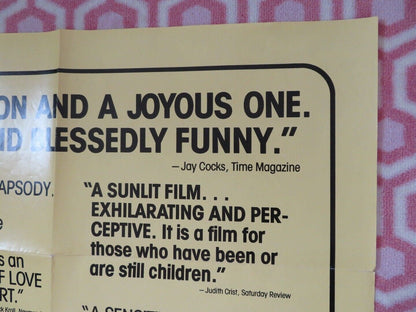 ON AND A JOYOUS ONE.
ND BLESSEDLY FUNNY."
—Jay Cocks, Time Magazine
APSODY.
"A SUNLIT FILM. . .
EXHILARATING AND PER-
CEPTIVE. It is a film for
those who have been or
are still children."
—Judith Crist, Saturday Review
e
s an
F LOVE
RT."